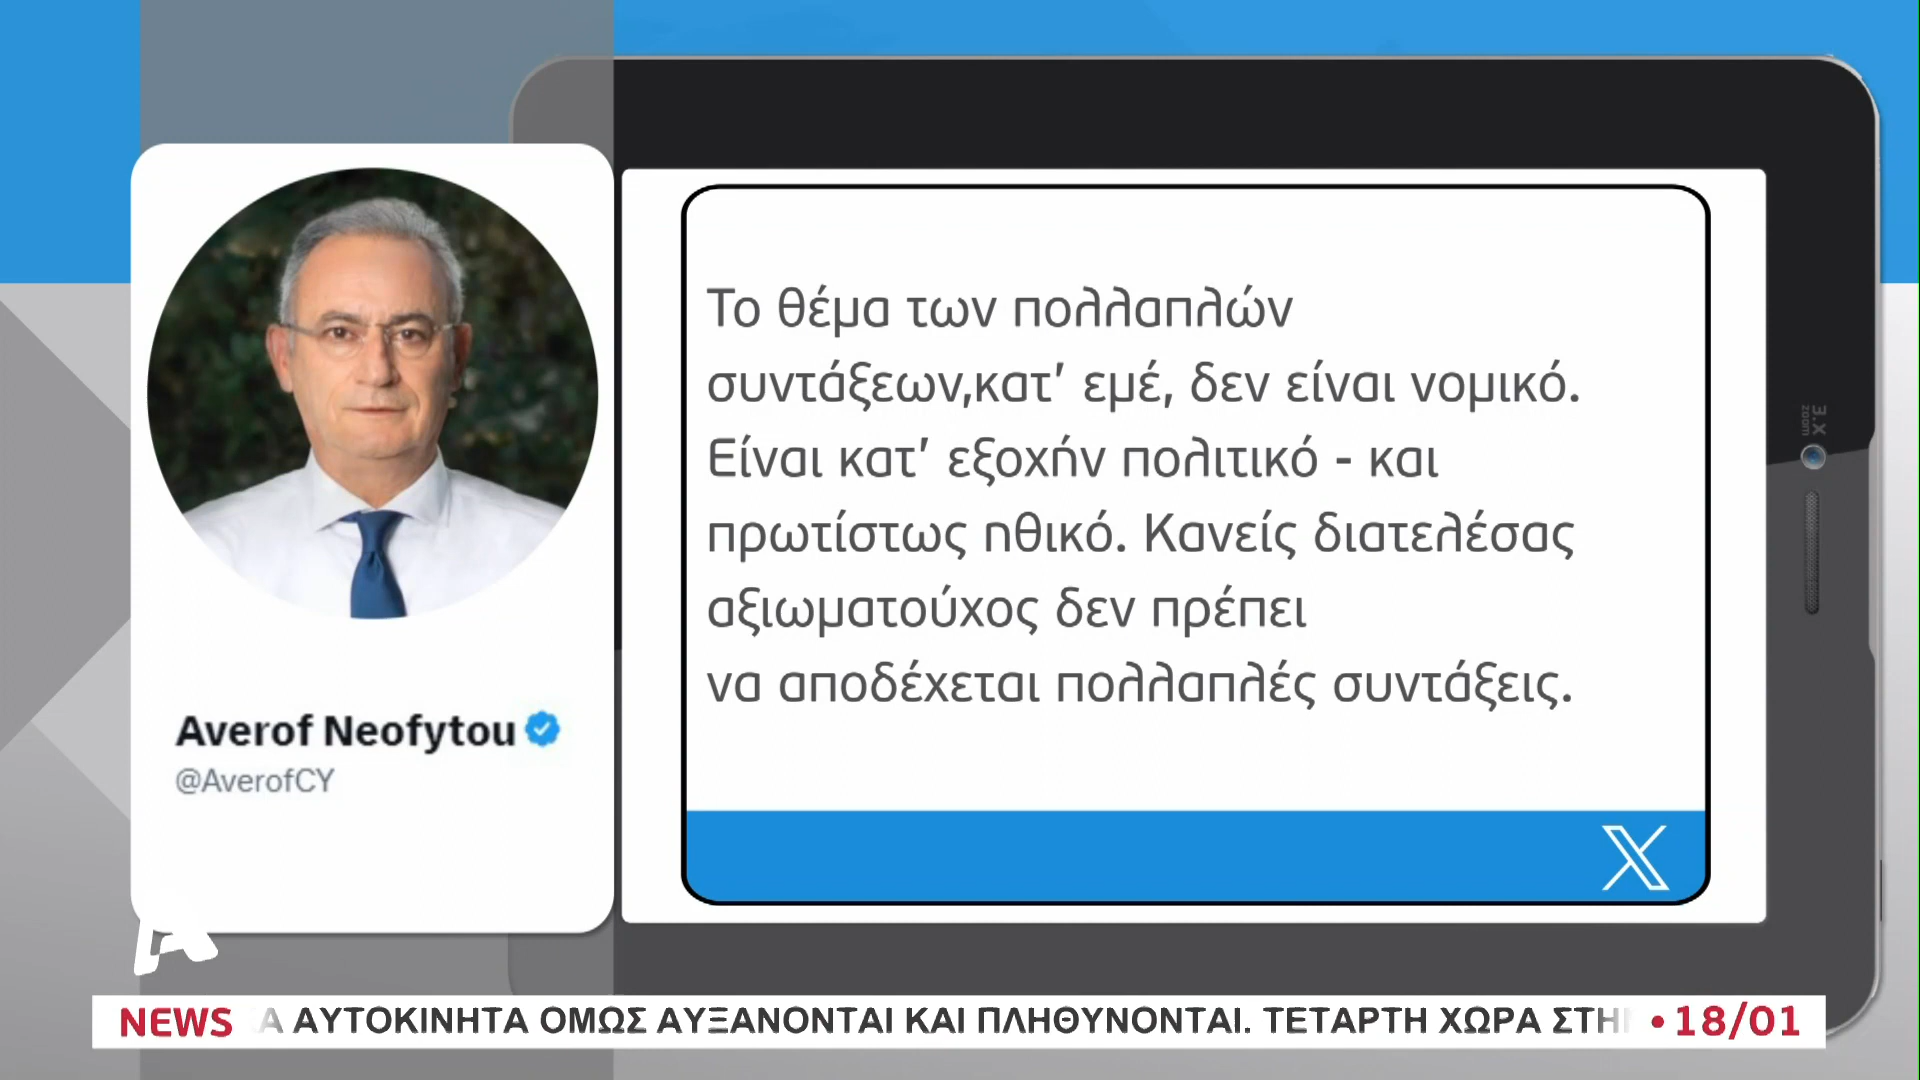 Το θέμα των πολλαπλών
συντάξεων,κατ’ εμέ, δεν είναι νομικό.
Είναι κατ’ εξοχήν πολιτικό - και
πρωτίστως ηθικό. Κανείς διατελέσας
αξιωματούχος δεν πρέπει
να αποδέχεται πολλαπλές συντάξεις.
Averof Neofytou
@AverofCY
3.X
zoom
NEWS ΑΥΤΟΚΙΝΗΤΑ ΟΜΩΣ ΑΥΞΑΝΟΝΤΑΙ ΚΑΙ ΠΛΗΘΥΝΟΝΤΑΙ. ΤΕΤΑΡΤΗ ΧΩΡΑ • 18/01